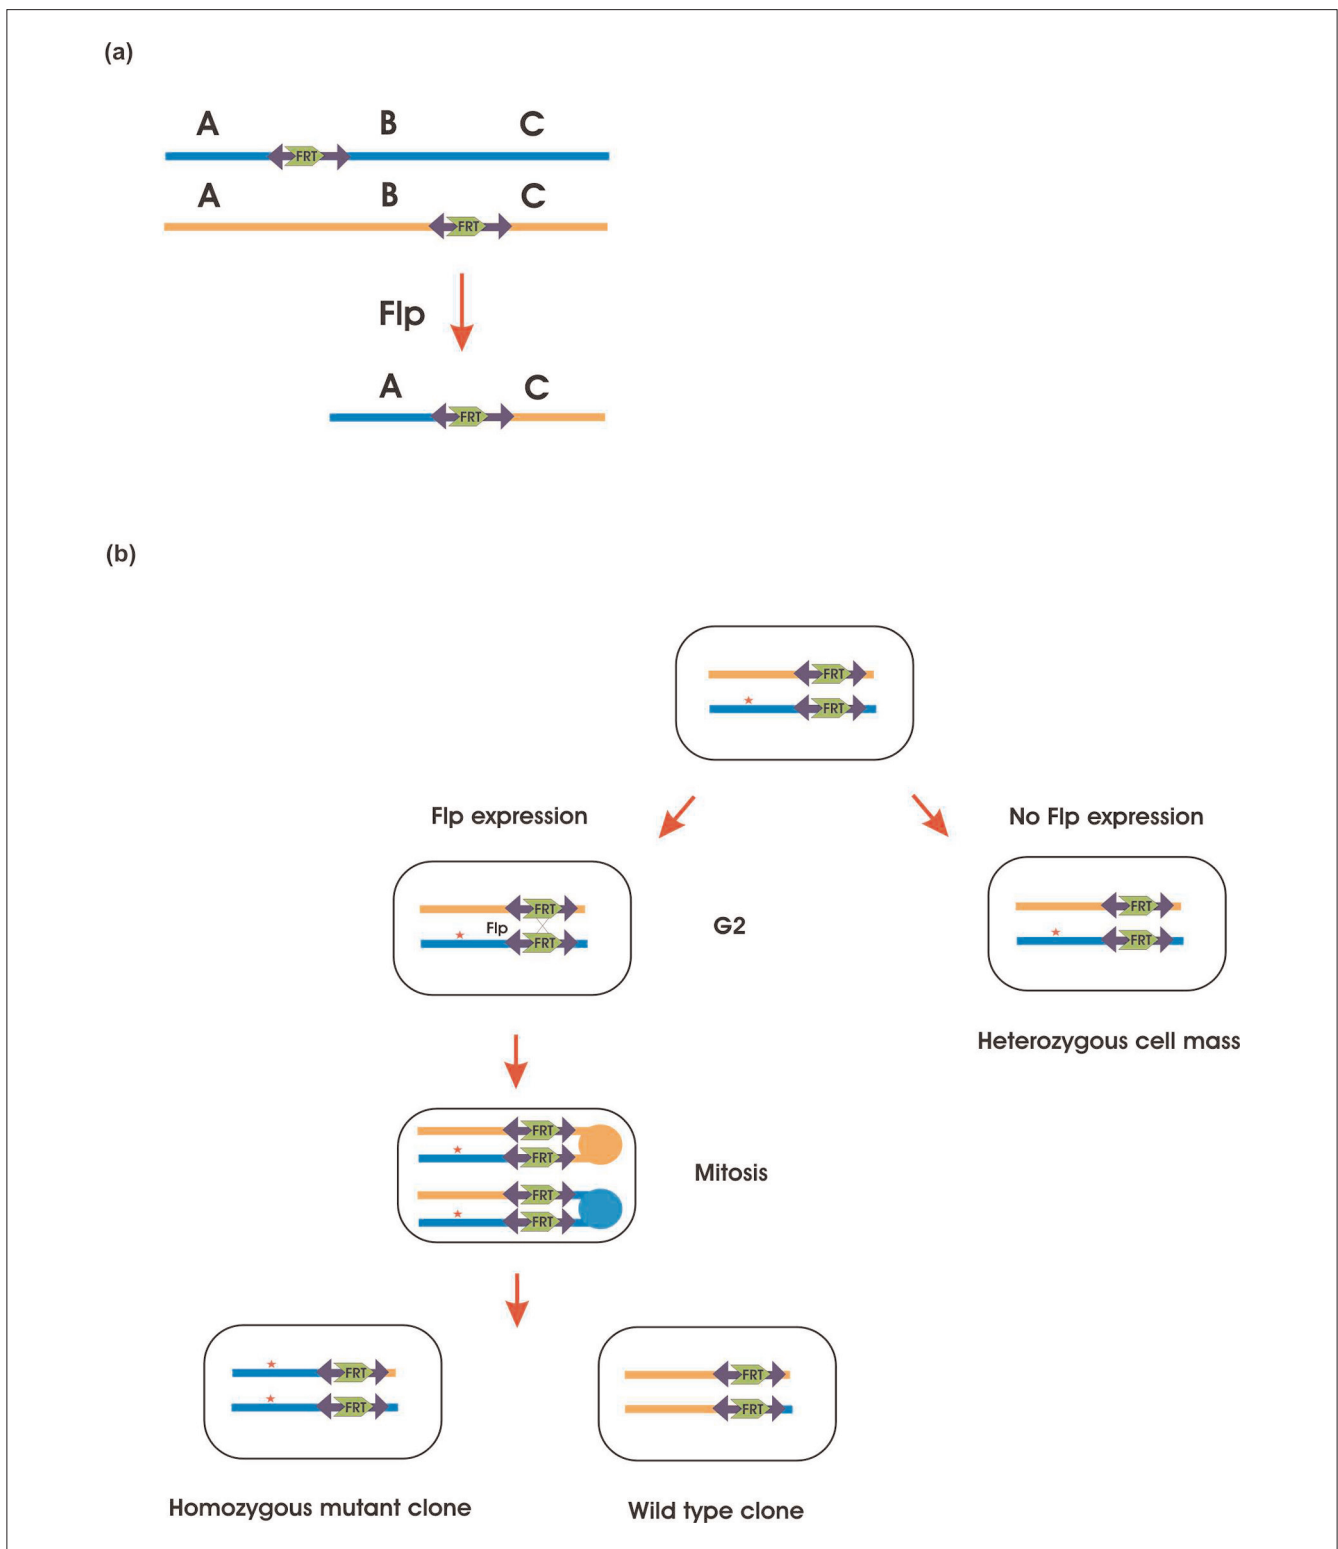 (a)
A B C
FRT
A B C
FRT
Flp
A C
FRT
(b)
FRT
FRT
Flp expression
No Flp expression
FRT
FRT
Flp
FRT
G2
FRT
FRT
Heterozygous cell mass
FRT
FRT
Mitosis
FRT
FRT
FRT
FRT
FRT
FRT
Homozygous mutant clone
Wild type clone